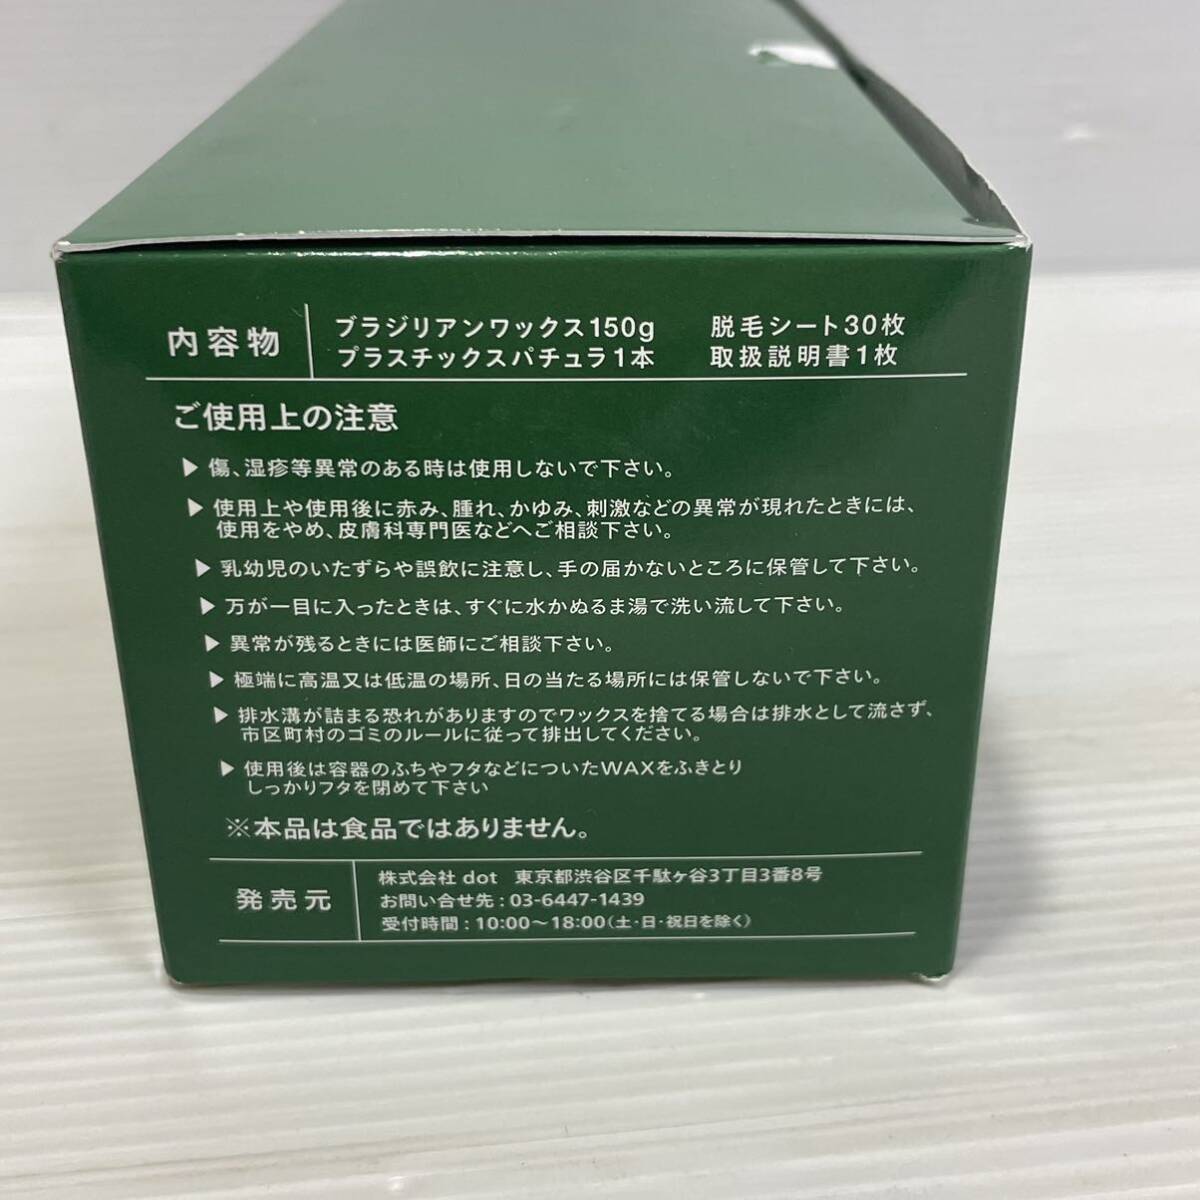 内容物
ブラジリアンワックス150g 脱毛シート30枚
プラスチックスパチュラ1本 取扱説明書1枚
ご使用上の注意
▶ 傷、湿疹等異常のある時は使用しないで下さい。
▶ 使用上や使用後に赤み、腫れ、かゆみ、刺激などの異常が現れたときには、
使用をやめ、皮膚科専門医などへご相談下さい。
▶ 乳幼児のいたずらや誤飲に注意し、手の届かないところに保管して下さい。
▶ 万が一目に入ったときは、すぐに水かぬるま湯で洗い流して下さい。
▶ 異常が残るときには医師にご相談下さい。
▶ 極端に高温又は低温の場所、日の当たる場所には保管しないで下さい。
▶ 排水溝が詰まる恐れがありますのでワックスを捨てる場合は排水として流さず、
市区町村のゴミのルールに従って排出してください。
▶ 使用後は容器のふちやフタなどについたWAXをふきとり
しっかりフタを閉めて下さい
※本品は食品ではありません。
発売元
株式会社 dot 東京都渋谷区千駄ヶ谷3丁目3番8号
お問い合せ先：03-6447-1439
受付時間：10:00〜18:00（土・日・祝日を除く）